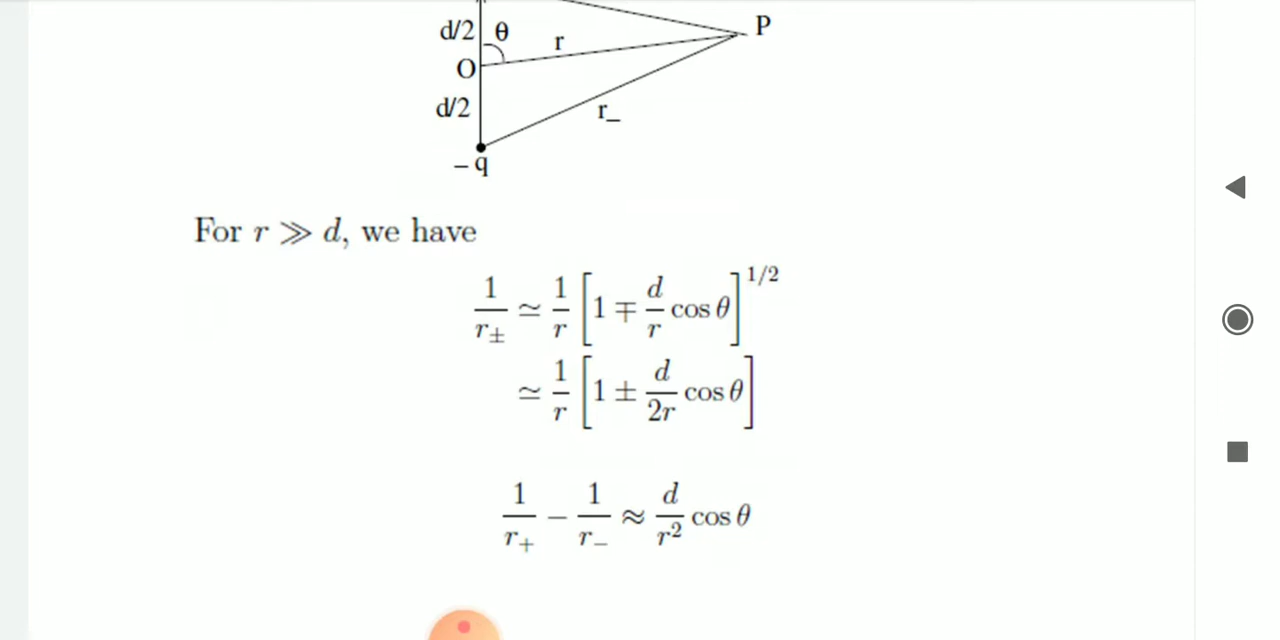 d/2 θ
r
P
O
d/2
r_
– q
For r ≫ d, we have
1/r± ≃ 1/r [1 ∓ d/r cos θ]^1/2
≃ 1/r [1 ± d/2r cos θ]
1/r+ − 1/r− ≈ d/r² cos θ